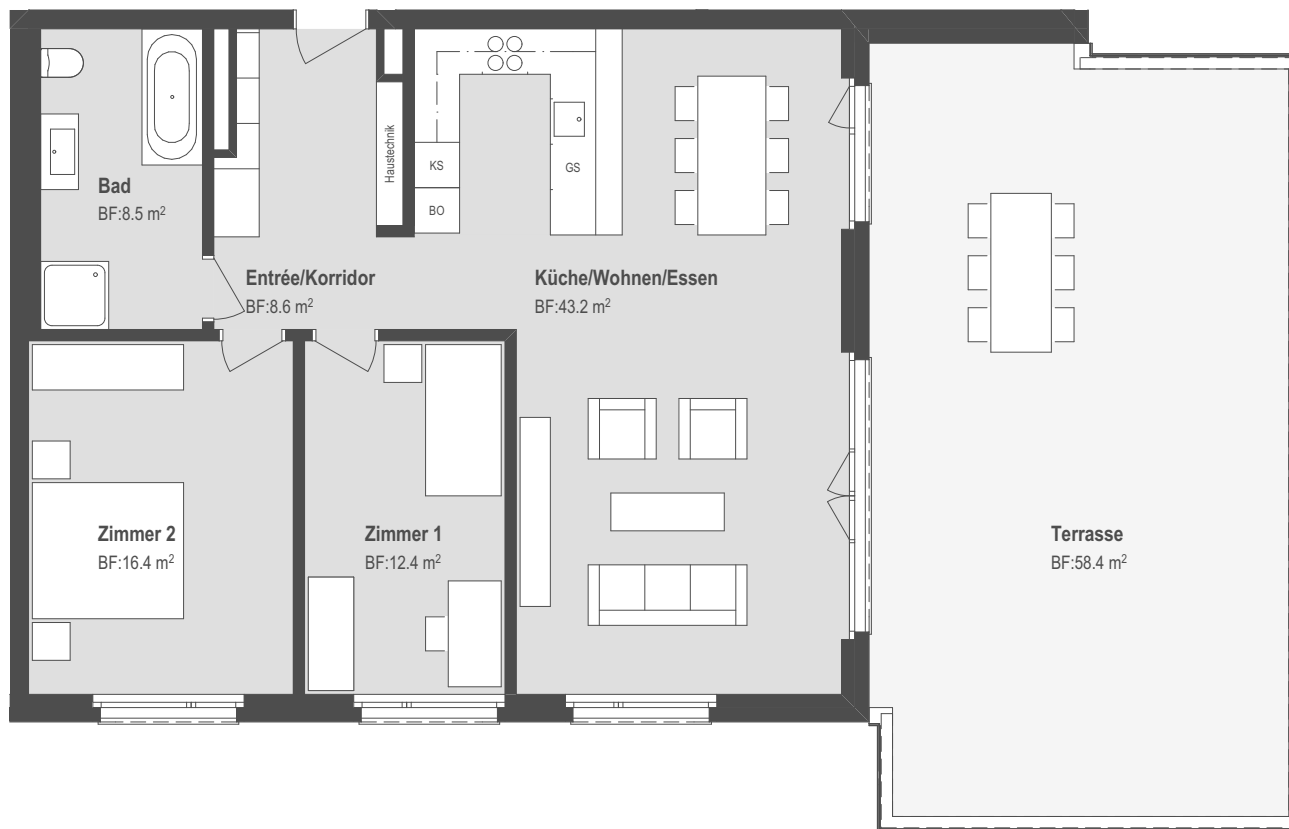 Haustechnik
KS
BO
GS
Bad
BF:8.5 m²
Entrée/Korridor
BF:8.6 m²
Küche/Wohnen/Essen
BF:43.2 m²
Zimmer 2
BF:16.4 m²
Zimmer 1
BF:12.4 m²
Terrasse
BF:58.4 m²